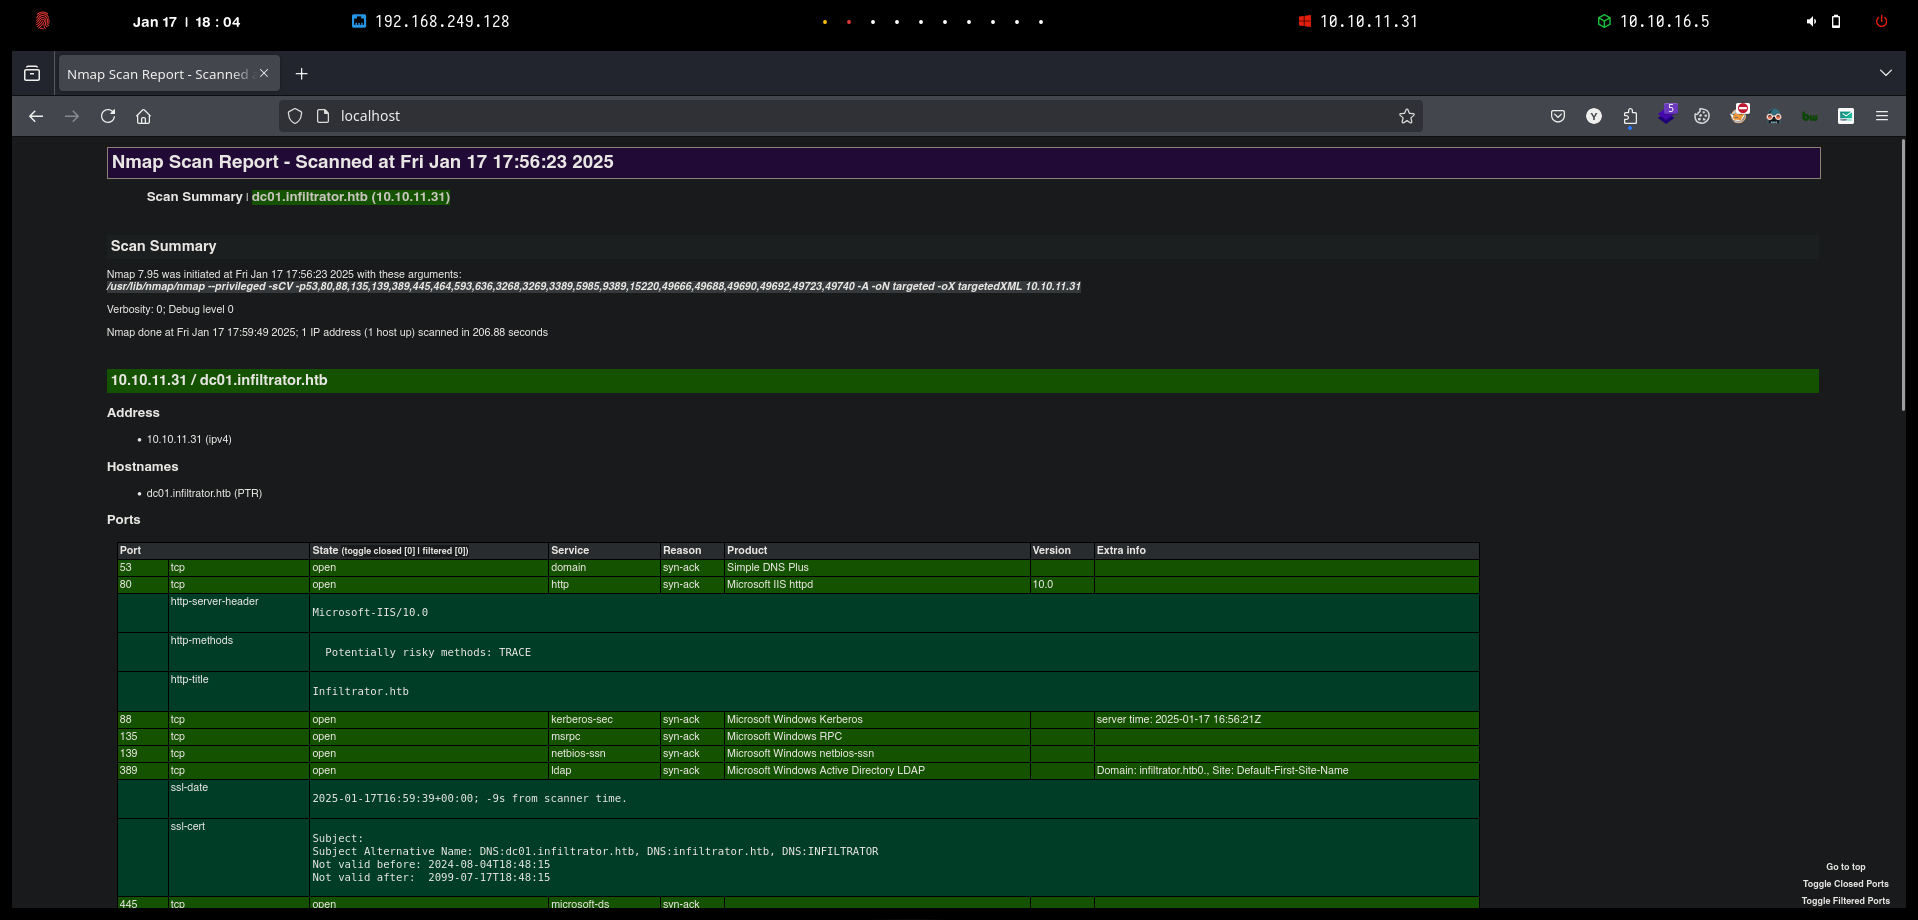 Jan 17 | 18 : 04 192.168.249.128 10.10.11.31 10.10.16.5
Nmap Scan Report - Scanned
localhost
5
Y
bw
Nmap Scan Report - Scanned at Fri Jan 17 17:56:23 2025
Scan Summary | dc01.infiltrator.htb (10.10.11.31)
Scan Summary
Nmap 7.95 was initiated at Fri Jan 17 17:56:23 2025 with these arguments:
/usr/lib/nmap/nmap --privileged -sCV -p53,80,88,135,139,389,445,464,593,636,3268,3269,3389,5985,9389,15220,49666,49688,49690,49692,49723,49740 -A -oN targeted -oX targetedXML 10.10.11.31
Verbosity: 0; Debug level 0
Nmap done at Fri Jan 17 17:59:49 2025; 1 IP address (1 host up) scanned in 206.88 seconds
10.10.11.31 / dc01.infiltrator.htb
Address
• 10.10.11.31 (ipv4)
Hostnames
• dc01.infiltrator.htb (PTR)
Ports
Port State (toggle closed [0] | filtered [0]) Service Reason Product Version Extra info
53 tcp open domain syn-ack Simple DNS Plus
80 tcp open http syn-ack Microsoft IIS httpd 10.0
http-server-header
Microsoft-IIS/10.0
http-methods
Potentially risky methods: TRACE
http-title
Infiltrator.htb
88 tcp open kerberos-sec syn-ack Microsoft Windows Kerberos server time: 2025-01-17 16:56:21Z
135 tcp open msrpc syn-ack Microsoft Windows RPC
139 tcp open netbios-ssn syn-ack Microsoft Windows netbios-ssn
389 tcp open ldap syn-ack Microsoft Windows Active Directory LDAP Domain: infiltrator.htb0., Site: Default-First-Site-Name
ssl-date
2025-01-17T16:59:39+00:00; -9s from scanner time.
ssl-cert
Subject:
Subject Alternative Name: DNS:dc01.infiltrator.htb, DNS:infiltrator.htb, DNS:INFILTRATOR
Not valid before: 2024-08-04T18:48:15
Not valid after:  2099-07-17T18:48:15
445 tcp open microsoft-ds syn-ack
Go to top
Toggle Closed Ports
Toggle Filtered Ports